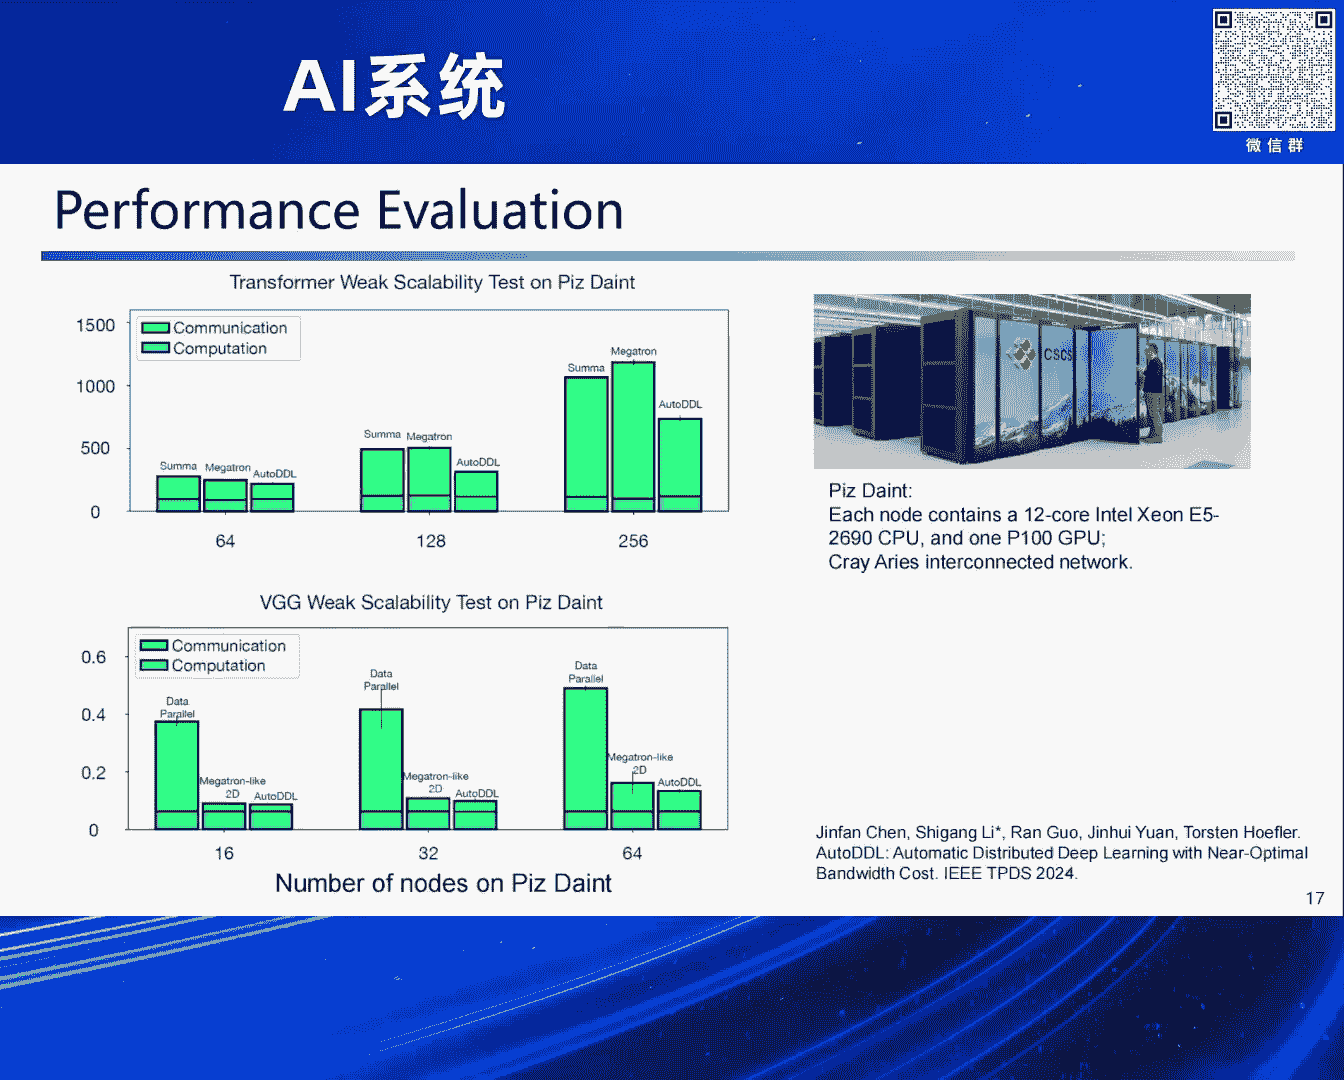 AI系统
微信群
Performance Evaluation
Transformer Weak Scalability Test on Piz Daint
Communication
Computation
1500
1000
500
0
Summa
Megatron
AutoDDL
Summa
Megatron
AutoDDL
Summa
Megatron
AutoDDL
64
128
256
VGG Weak Scalability Test on Piz Daint
Communication
Computation
0.6
0.4
0.2
0
Data
Parallel
Megatron-like
2D
AutoDDL
Data
Parallel
Megatron-like
2D
AutoDDL
Data
Parallel
Megatron-like
2D
AutoDDL
16
32
64
Number of nodes on Piz Daint
CSCS
Piz Daint:
Each node contains a 12-core Intel Xeon E5-
2690 CPU, and one P100 GPU;
Cray Aries interconnected network.
Jinfan Chen, Shigang Li*, Ran Guo, Jinhui Yuan, Torsten Hoefler.
AutoDDL: Automatic Distributed Deep Learning with Near-Optimal
Bandwidth Cost. IEEE TPDS 2024.
17